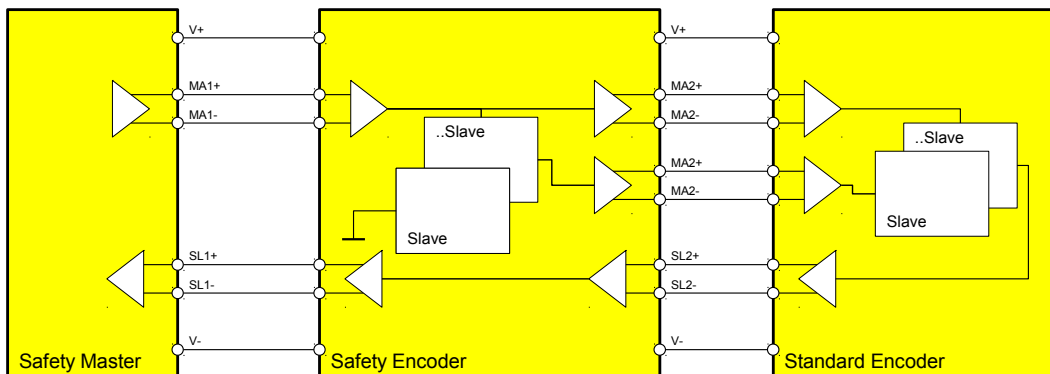 V+ V+
MA1+ MA2+
MA1- MA2-
..Slave ..Slave
MA2+
MA2-
Slave Slave
SL1+ SL2+
SL1- SL2-
V- V-
Safety Master Safety Encoder Standard Encoder